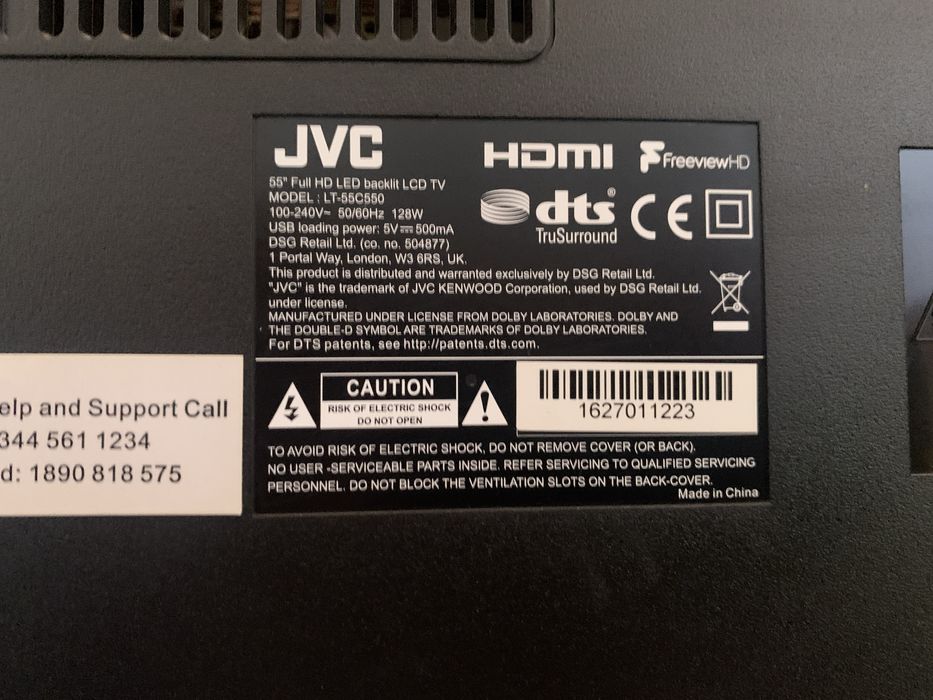 JVC
HDMI
FreeviewHD
55" Full HD LED backlit LCD TV
MODEL : LT-55C550
100-240V~ 50/60Hz 128W
USB loading power: 5V⎓500mA
DSG Retail Ltd. (co. no. 504877)
1 Portal Way, London, W3 6RS, UK.
dts®
TruSurround
CE
This product is distributed and warranted exclusively by DSG Retail Ltd.
"JVC" is the trademark of JVC KENWOOD Corporation, used by DSG Retail Ltd.
under license.
MANUFACTURED UNDER LICENSE FROM DOLBY LABORATORIES. DOLBY AND
THE DOUBLE-D SYMBOL ARE TRADEMARKS OF DOLBY LABORATORIES.
For DTS patents, see http://patents.dts.com.
CAUTION
RISK OF ELECTRIC SHOCK
DO NOT OPEN
1627011223
TO AVOID RISK OF ELECTRIC SHOCK, DO NOT REMOVE COVER (OR BACK).
NO USER -SERVICEABLE PARTS INSIDE. REFER SERVICING TO QUALIFIED SERVICING
PERSONNEL. DO NOT BLOCK THE VENTILATION SLOTS ON THE BACK-COVER.
Made in China
elp and Support Call
344 561 1234
d: 1890 818 575